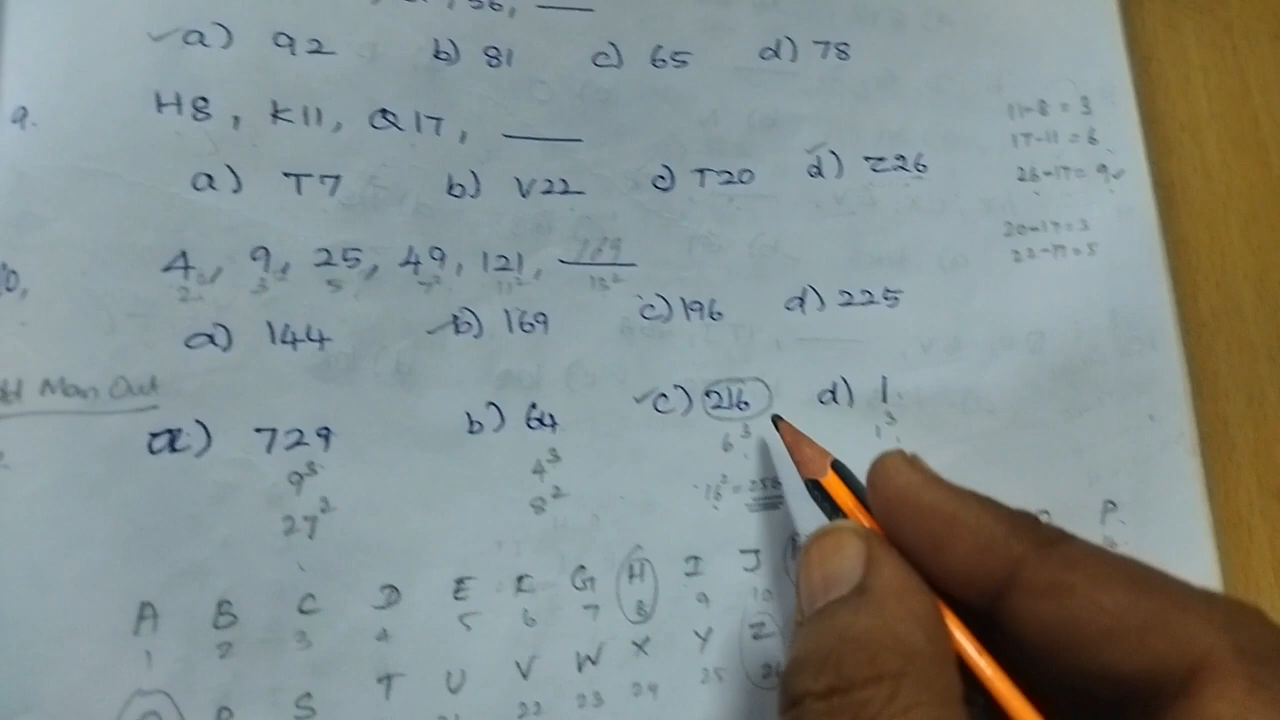 36, ___
a) 92 b) 81 c) 65 d) 78
9. H8, K11, Q17, ___
11-8 = 3
17-11 = 6
26-17 = 9
20-17 = 3
22-17 = 5
a) T7 b) V22 c) T20 d) Z26
10, 4, 9, 25, 49, 121, 169
2² 3² 5² 7² 11² 13²
a) 144 b) 169 c) 196 d) 225
Man Out
a) 729 b) 64 c) 216 d) 1.
9³ 4³ 6³ 1³
27² 8² 16² = 256
P.
A B C D E F G H I J
1 2 3 4 5 6 7 8 9 10
S T U V W X Y Z
22 23 24 25 26